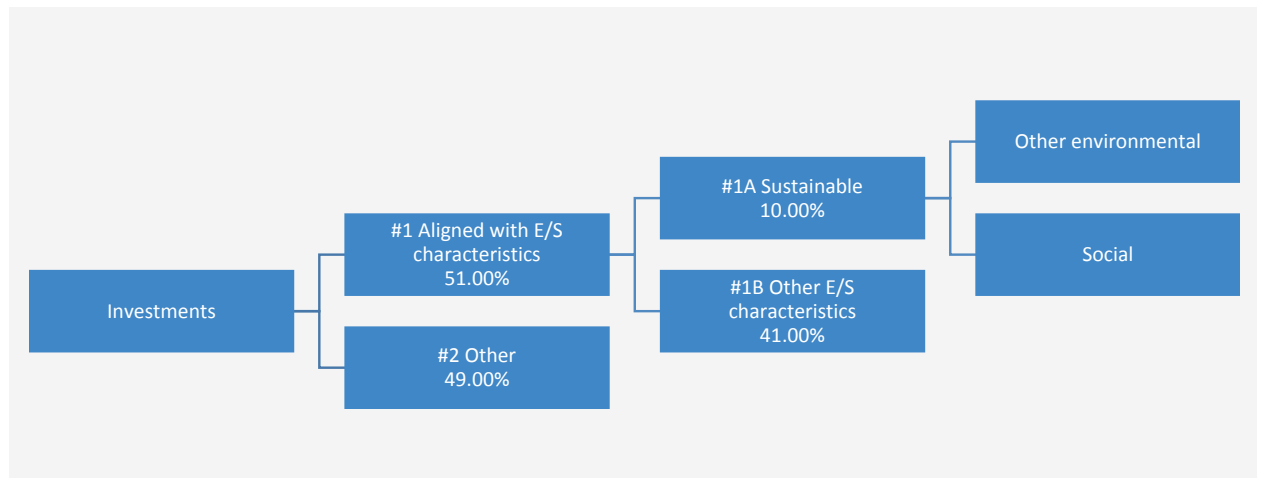 Investments
#1 Aligned with E/S
characteristics
51.00%
#2 Other
49.00%
#1A Sustainable
10.00%
#1B Other E/S
characteristics
41.00%
Other environmental
Social